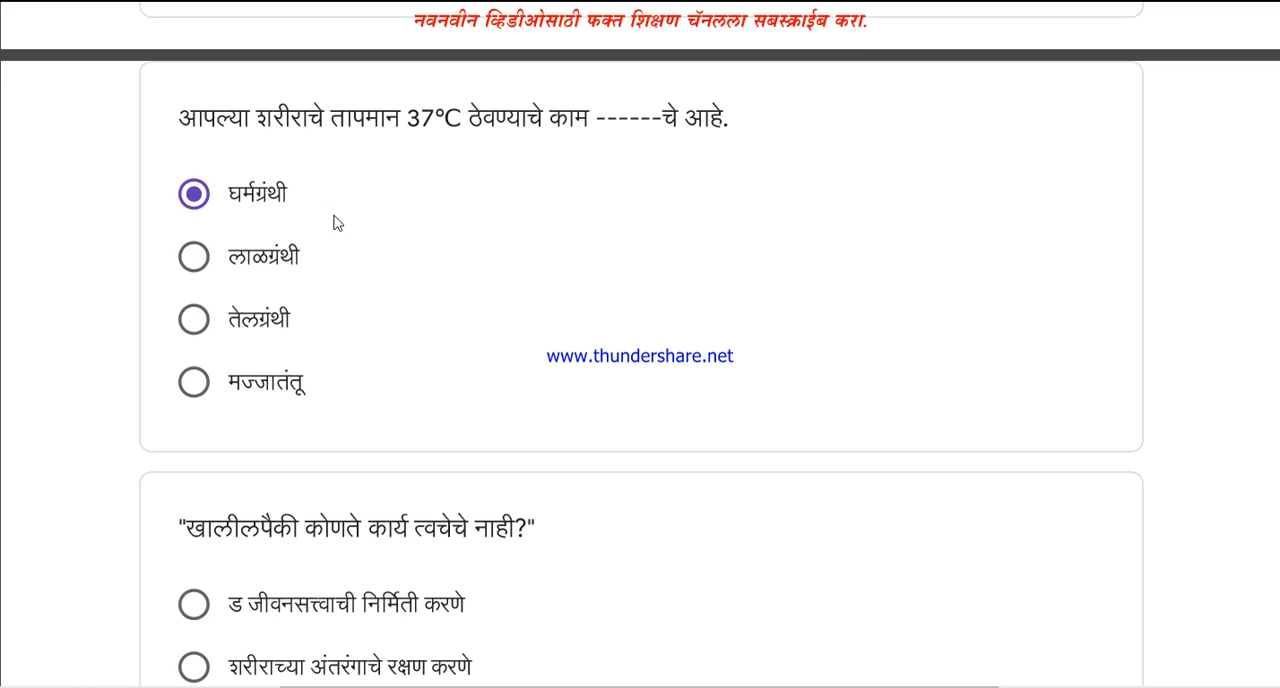 नवनवीन व्हिडीओसाठी फक्त शिक्षण चॅनलला सबस्क्राईब करा.
आपल्या शरीराचे तापमान 37°C ठेवण्याचे काम ------चे आहे.
घर्मग्रंथी
लाळग्रंथी
तेलग्रंथी
www.thundershare.net
मज्जातंतू
"खालीलपैकी कोणते कार्य त्वचेचे नाही?"
ड जीवनसत्त्वाची निर्मिती करणे
शरीराच्या अंतरंगाचे रक्षण करणे